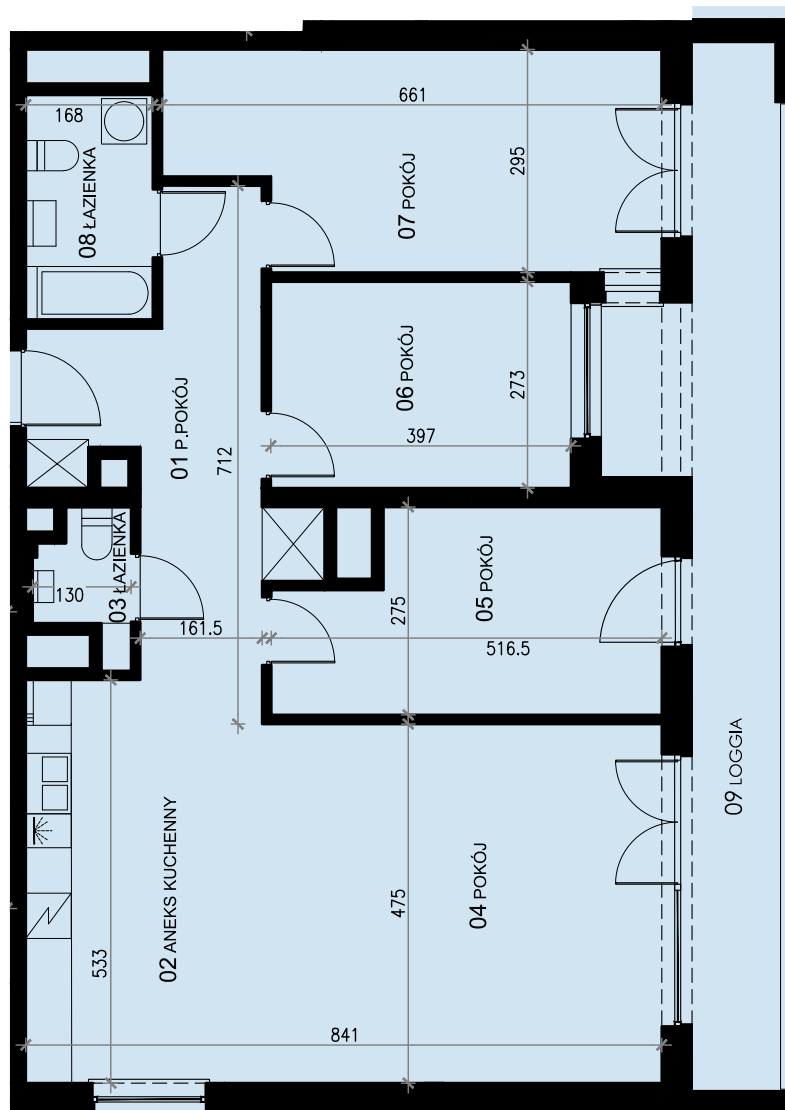 661
168
295
08 ŁAZIENKA
07 POKÓJ
06 POKÓJ
273
397
01 P.POKÓJ
712
03 ŁAZIENKA
130
161.5
275
05 POKÓJ
516.5
09 LOGGIA
02 ANEKS KUCHENNY
04 POKÓJ
475
533
841